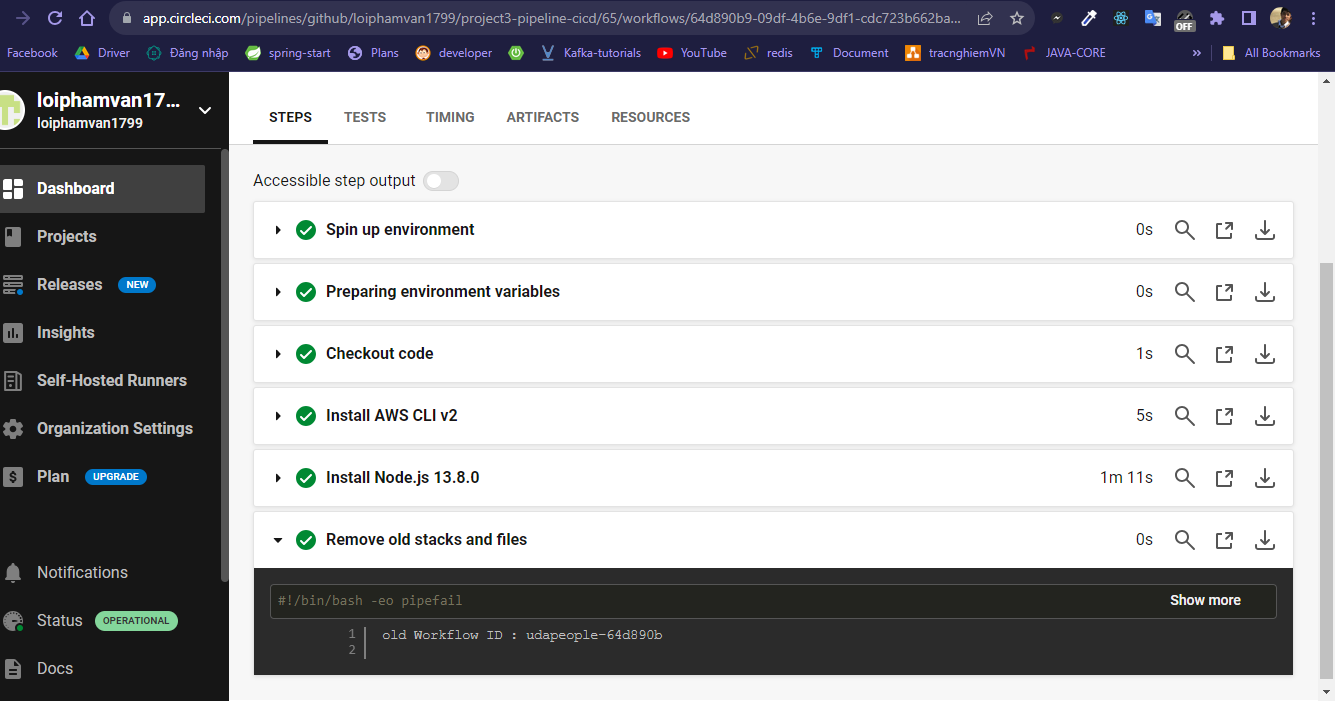 app.circleci.com/pipelines/github/loiphamvan1799/project3-pipeline-cicd/65/workflows/64d890b9-09df-4b6e-9df1-cdc723b662ba...
OFF
Facebook Driver Đăng nhập spring-start Plans developer Kafka-tutorials YouTube redis Document tracnghiemVN JAVA-CORE » All Bookmarks
loiphamvan17...
loiphamvan1799
Dashboard
Projects
Releases NEW
Insights
Self-Hosted Runners
Organization Settings
Plan UPGRADE
Notifications
Status OPERATIONAL
Docs
STEPS TESTS TIMING ARTIFACTS RESOURCES
Accessible step output
Spin up environment 0s
Preparing environment variables 0s
Checkout code 1s
Install AWS CLI v2 5s
Install Node.js 13.8.0 1m 11s
Remove old stacks and files 0s
#!/bin/bash -eo pipefail Show more
1 old Workflow ID : udapeople-64d890b
2